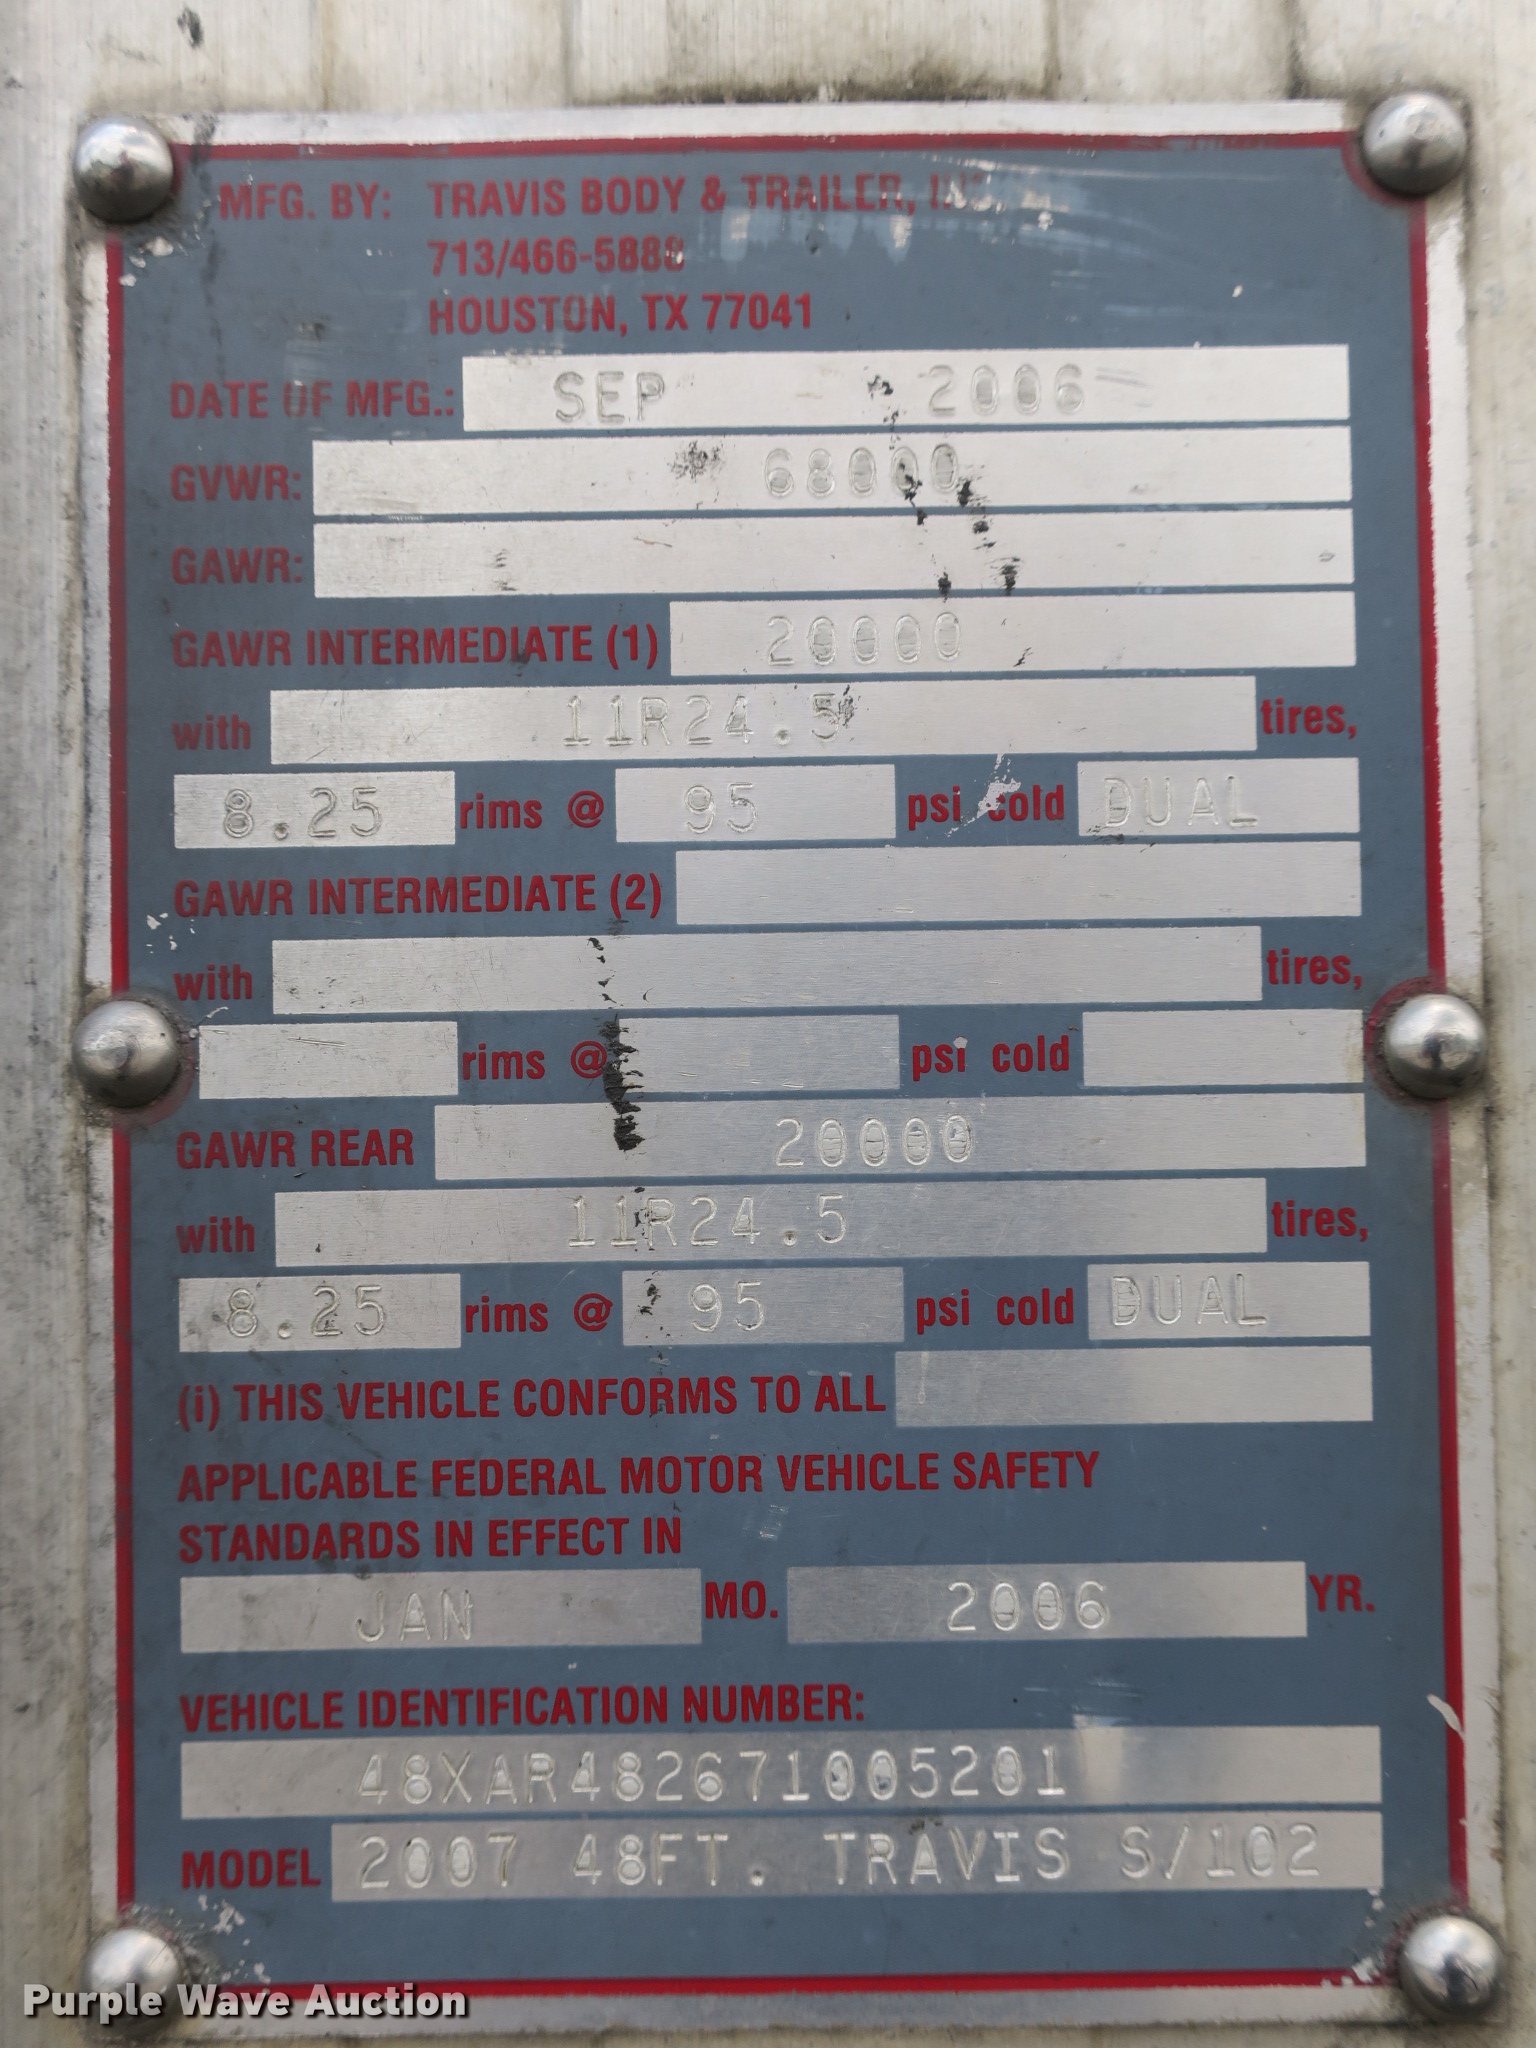 MFG. BY: TRAVIS BODY & TRAILER, INC.
713/466-5888
HOUSTON, TX 77041
DATE OF MFG.: SEP 2006
GVWR: 68000
GAWR:
GAWR INTERMEDIATE (1) 20000
with 11R24.5 tires,
8.25 rims @ 95 psi cold DUAL
GAWR INTERMEDIATE (2)
with tires,
rims @ psi cold
GAWR REAR 20000
with 11R24.5 tires,
8.25 rims @ 95 psi cold DUAL
(i) THIS VEHICLE CONFORMS TO ALL
APPLICABLE FEDERAL MOTOR VEHICLE SAFETY
STANDARDS IN EFFECT IN
JAN MO. 2006 YR.
VEHICLE IDENTIFICATION NUMBER:
48XAR482671005201
MODEL 2007 48FT. TRAVIS S/102
Purple Wave Auction